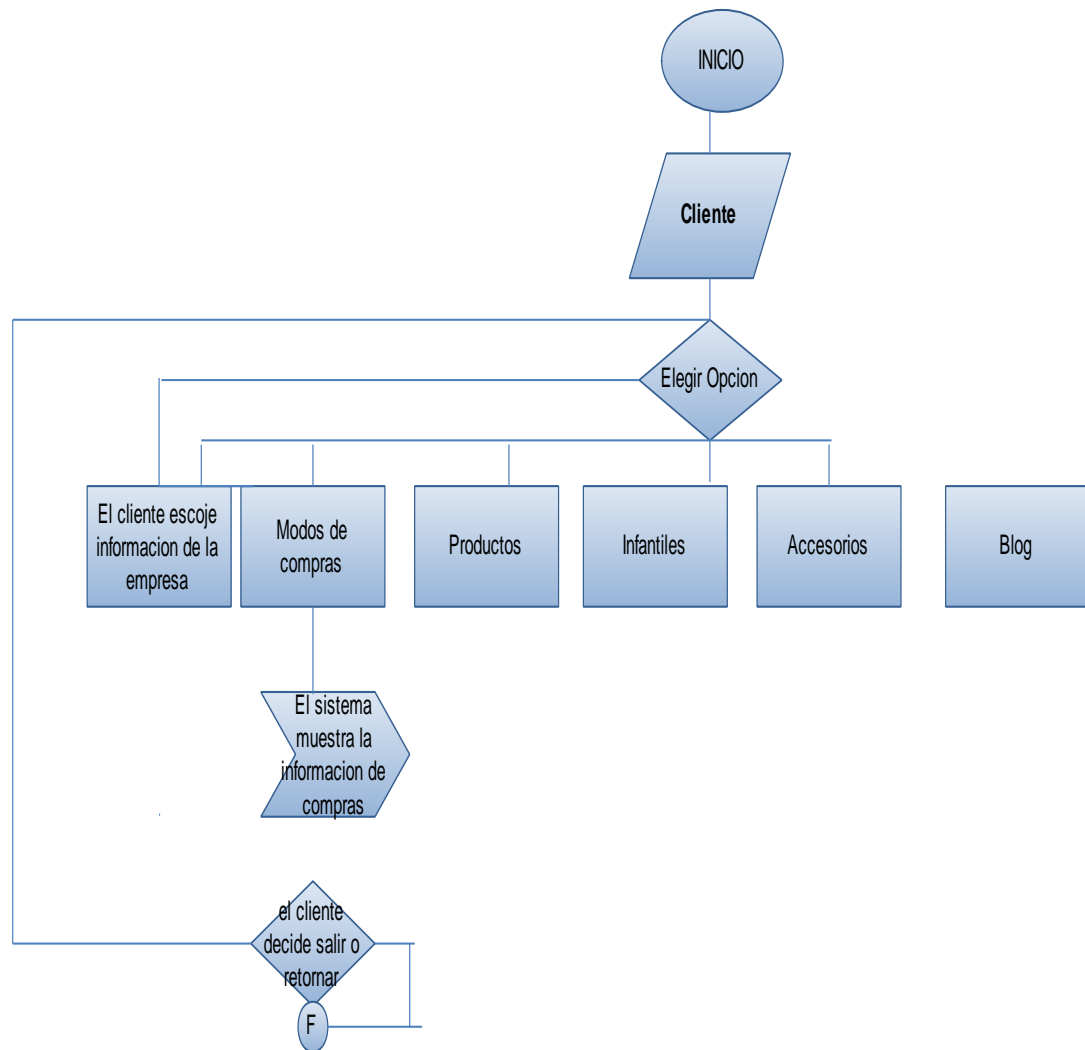 INICIO
Cliente
Elegir Opcion
El cliente escoje
informacion de la
empresa
Modos de
compras
Productos
Infantiles
Accesorios
Blog
El sistema
muestra la
informacion de
compras
el cliente
decide salir o
retornar
F